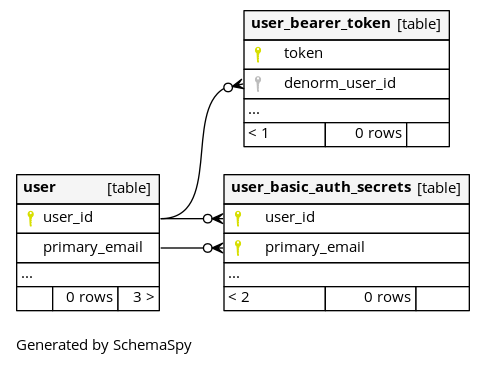 user_bearer_token [table]
token
denorm_user_id
...
< 1 0 rows
user [table]
user_id
primary_email
...
0 rows 3 >
user_basic_auth_secrets [table]
user_id
primary_email
...
< 2 0 rows
Generated by SchemaSpy